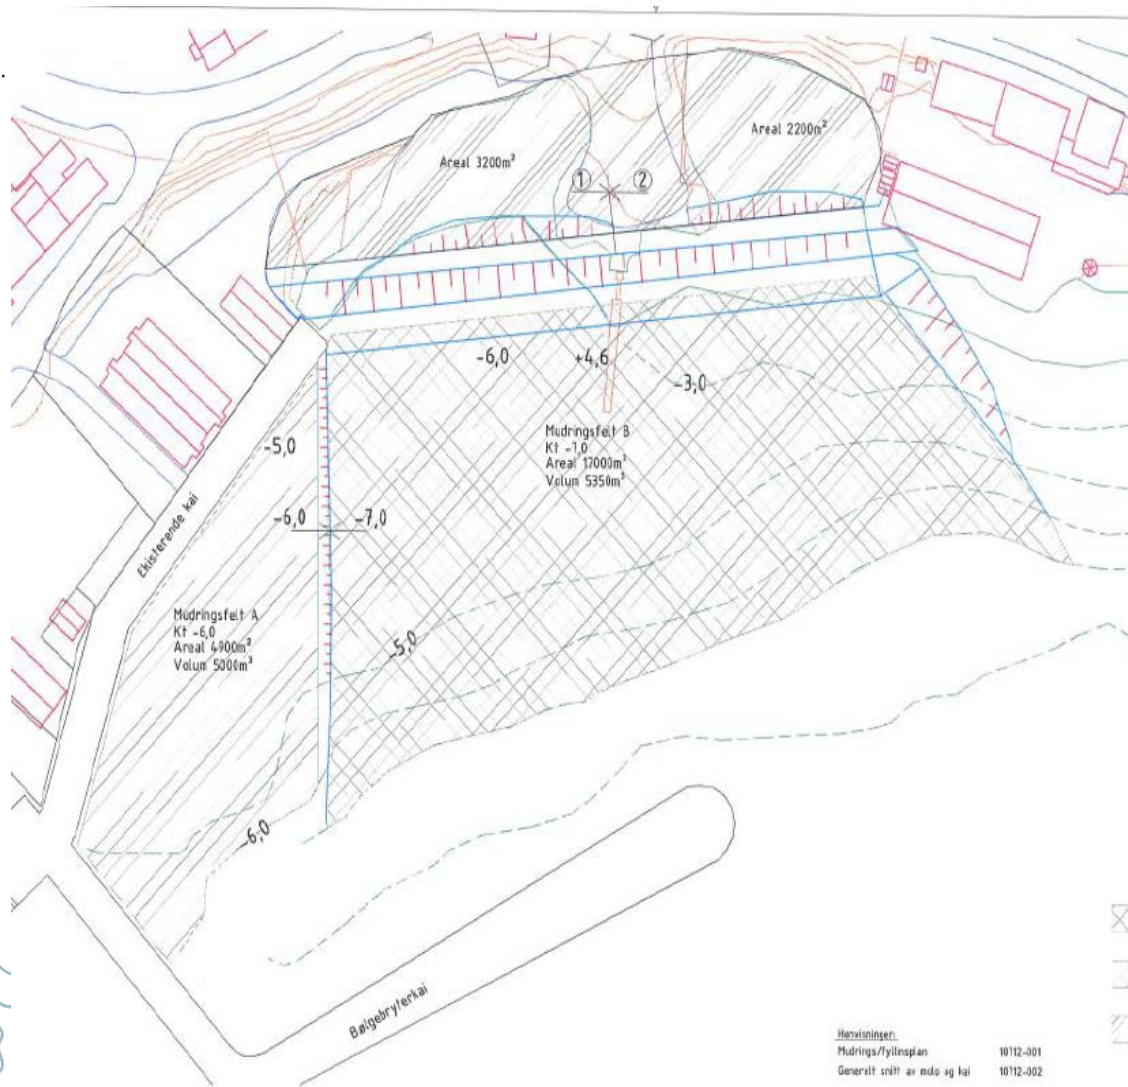 Areal 3200m²
Areal 2200m²
① ②
-6,0
+4,6
-3,0
Mudringsfelt B
Kt -7,0
Areal 17000m²
Volum 5350m³
-5,0
-6,0
-7,0
Ekisterende kai
Mudringsfelt A
Kt -6,0
Areal 4900m²
Volum 5000m³
-5,0
-6,0
Bølgebryterkai
Henvisninger:
Mudrings/fyllinsplan 10112-001
Generelt snitt av molo og kai 10112-002